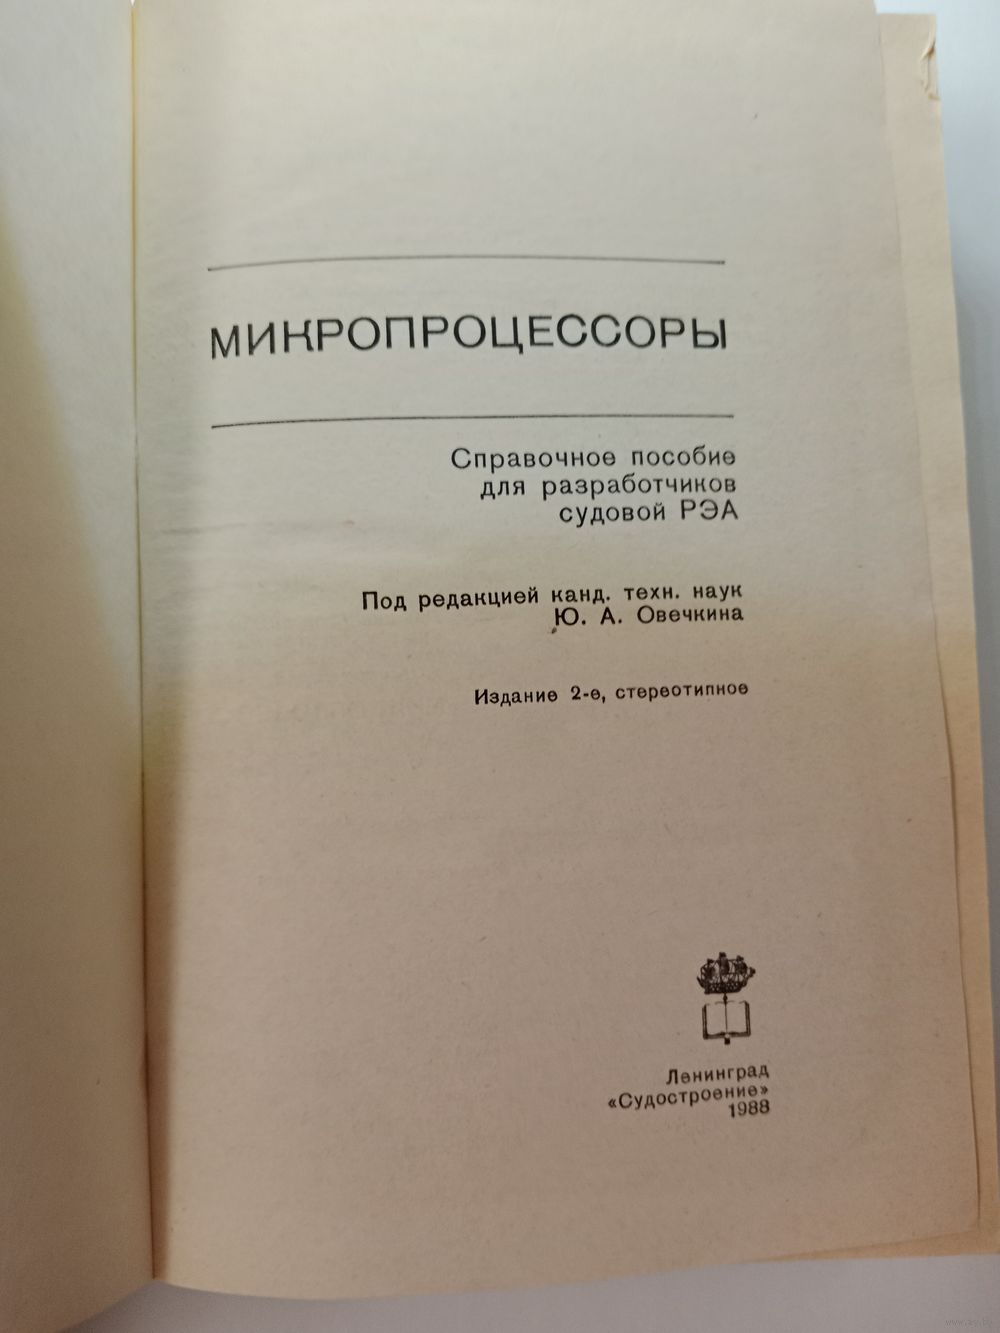 МИКРОПРОЦЕССОРЫ
Справочное пособие
для разработчиков
судовой РЭА
Под редакцией канд. техн. наук
Ю. А. Овечкина
Издание 2-е, стереотипное
Ленинград
«Судостроение»
1988